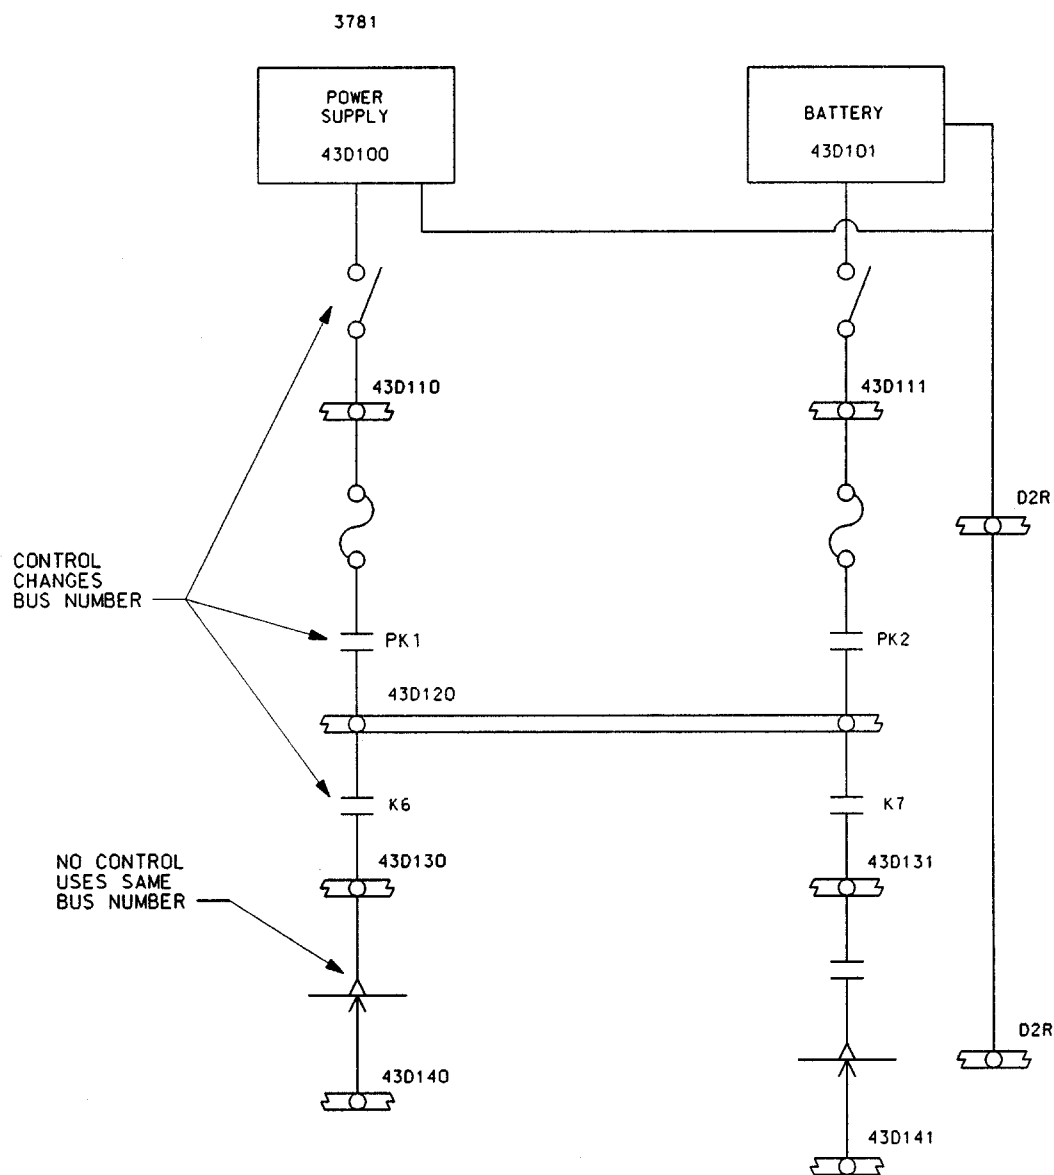 3781
POWER
SUPPLY
43D100
BATTERY
43D101
43D110
43D111
D2R
CONTROL
CHANGES
BUS NUMBER
PK1
PK2
43D120
K6
K7
NO CONTROL
USES SAME
BUS NUMBER
43D130
43D131
D2R
43D140
43D141